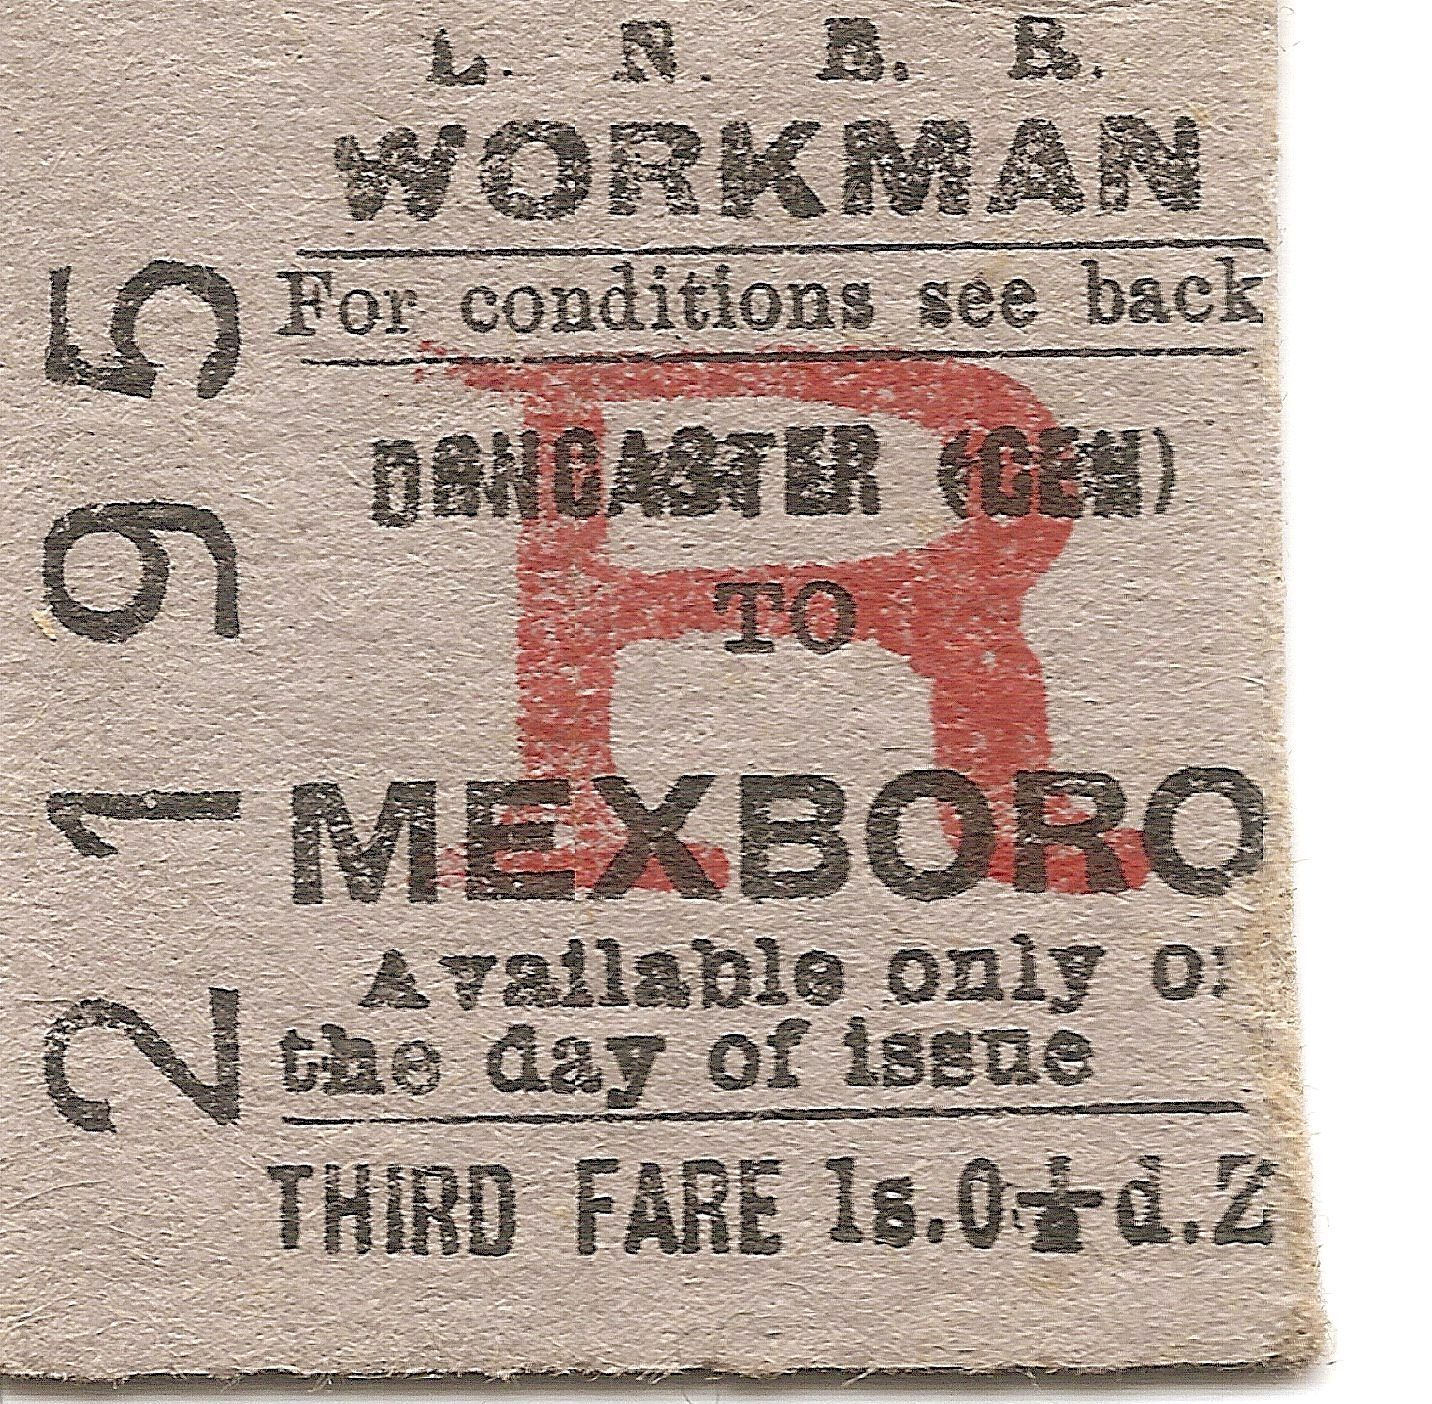 L. N. E. R.
WORKMAN
For conditions see back
R
DONCASTER (CEN)
TO
MEXBORO
Available only on
the day of issue
THIRD FARE 1s.0½d.Z
2195